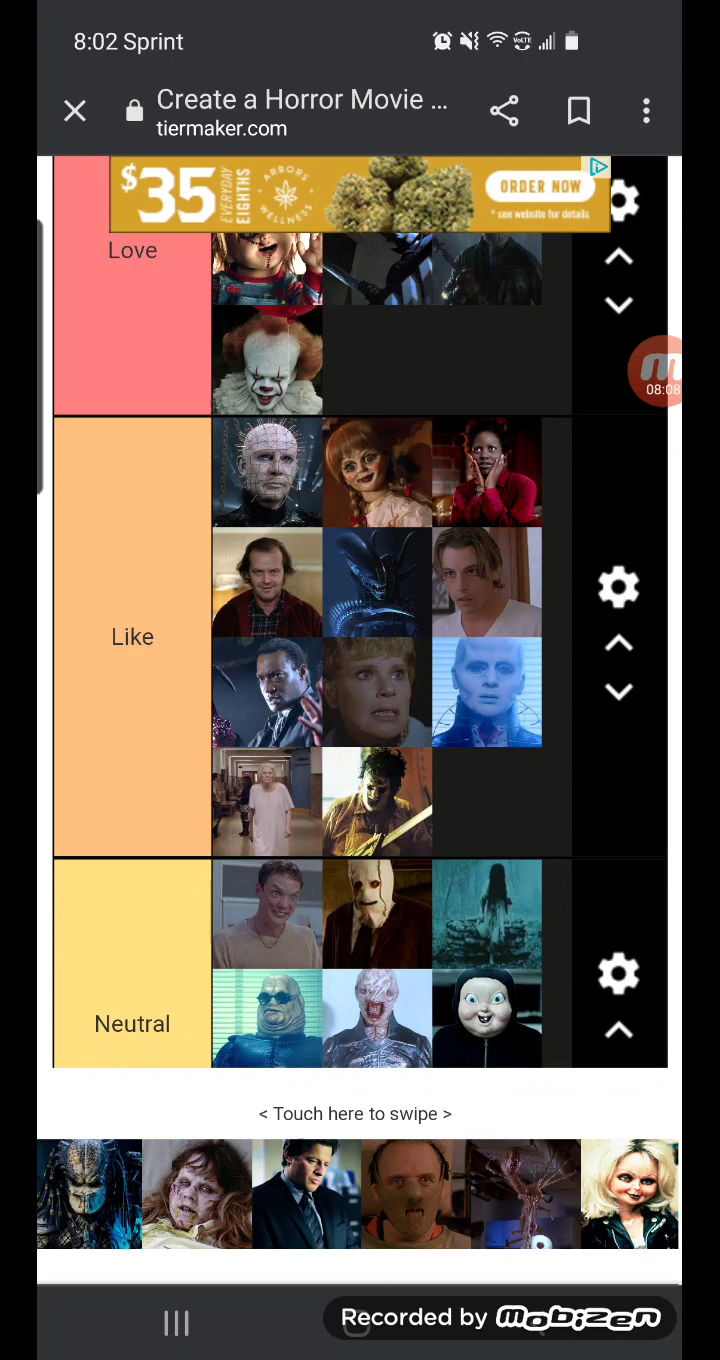 8:02 Sprint
VoLTE
Create a Horror Movie ...
tiermaker.com
$35
EVERYDAY
EIGHTHS
ARBORS
WELLNESS
ORDER NOW
* see website for details
Love
08:08
Like
Neutral
< Touch here to swipe >
Recorded by mobizen